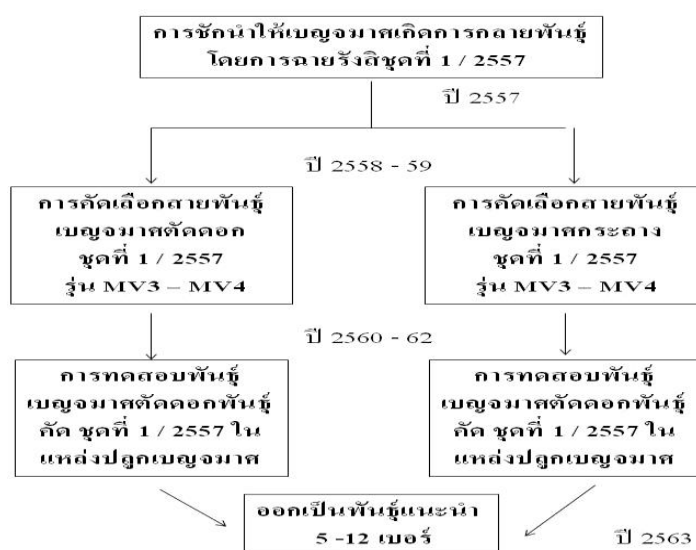 การชักนำให้เบญจมาศเกิดการกลายพันธุ์
โดยการฉายรังสิชุดที่ 1 / 2557
ปี 2557
ปี 2558 - 59
การคัดเลือกสายพันธุ์
เบญจมาศตัดดอก
ชุดที่ 1 / 2557
รุ่น MV3 – MV4
การคัดเลือกสายพันธุ์
เบญจมาศกระถาง
ชุดที่ 1 / 2557
รุ่น MV3 – MV4
ปี 2560 - 62
การทดสอบพันธุ์
เบญจมาศตัดดอกพันธุ์
คัด ชุดที่ 1 / 2557 ใน
แหล่งปลูกเบญจมาศ
การทดสอบพันธุ์
เบญจมาศตัดดอกพันธุ์
คัด ชุดที่ 1 / 2557 ใน
แหล่งปลูกเบญจมาศ
ออกเป็นพันธุ์แนะนำ
5 -12 เบอร์
ปี 2563